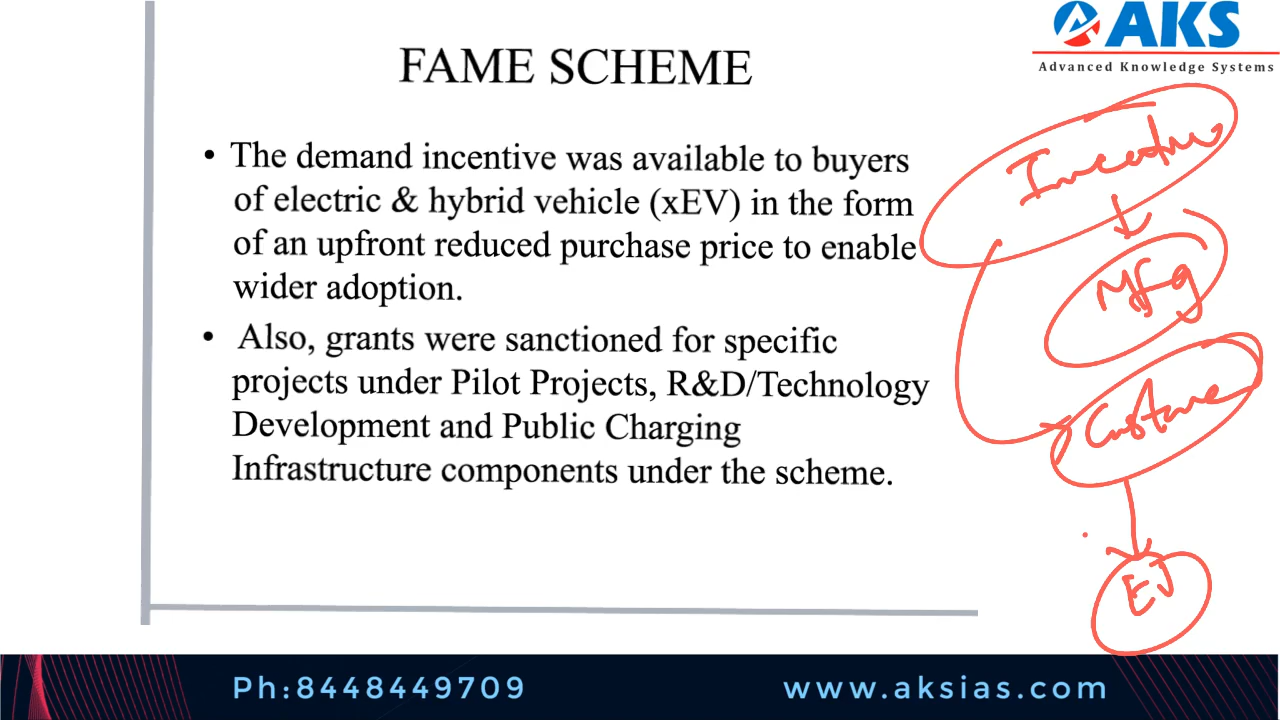 AKS
Advanced Knowledge Systems
FAME SCHEME
• The demand incentive was available to buyers
of electric & hybrid vehicle (xEV) in the form
of an upfront reduced purchase price to enable
wider adoption.
• Also, grants were sanctioned for specific
projects under Pilot Projects, R&D/Technology
Development and Public Charging
Infrastructure components under the scheme.
Mfg
Ph:8448449709
www.aksias.com